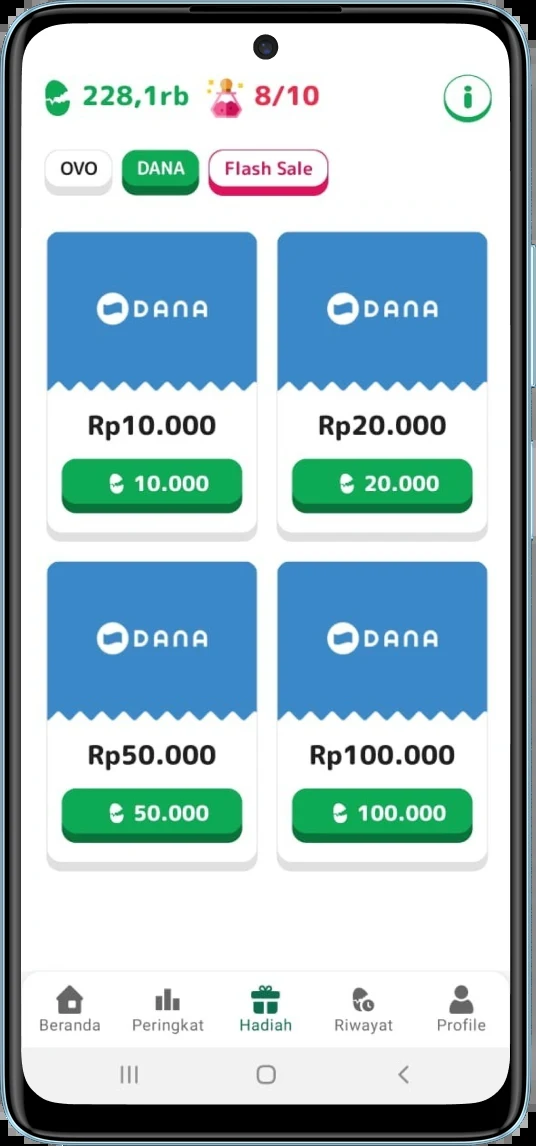 228,1rb 8/10
OVO DANA Flash Sale
DANA DANA
Rp10.000 Rp20.000
10.000 20.000
DANA DANA
Rp50.000 Rp100.000
50.000 100.000
Beranda Peringkat Hadiah Riwayat Profile